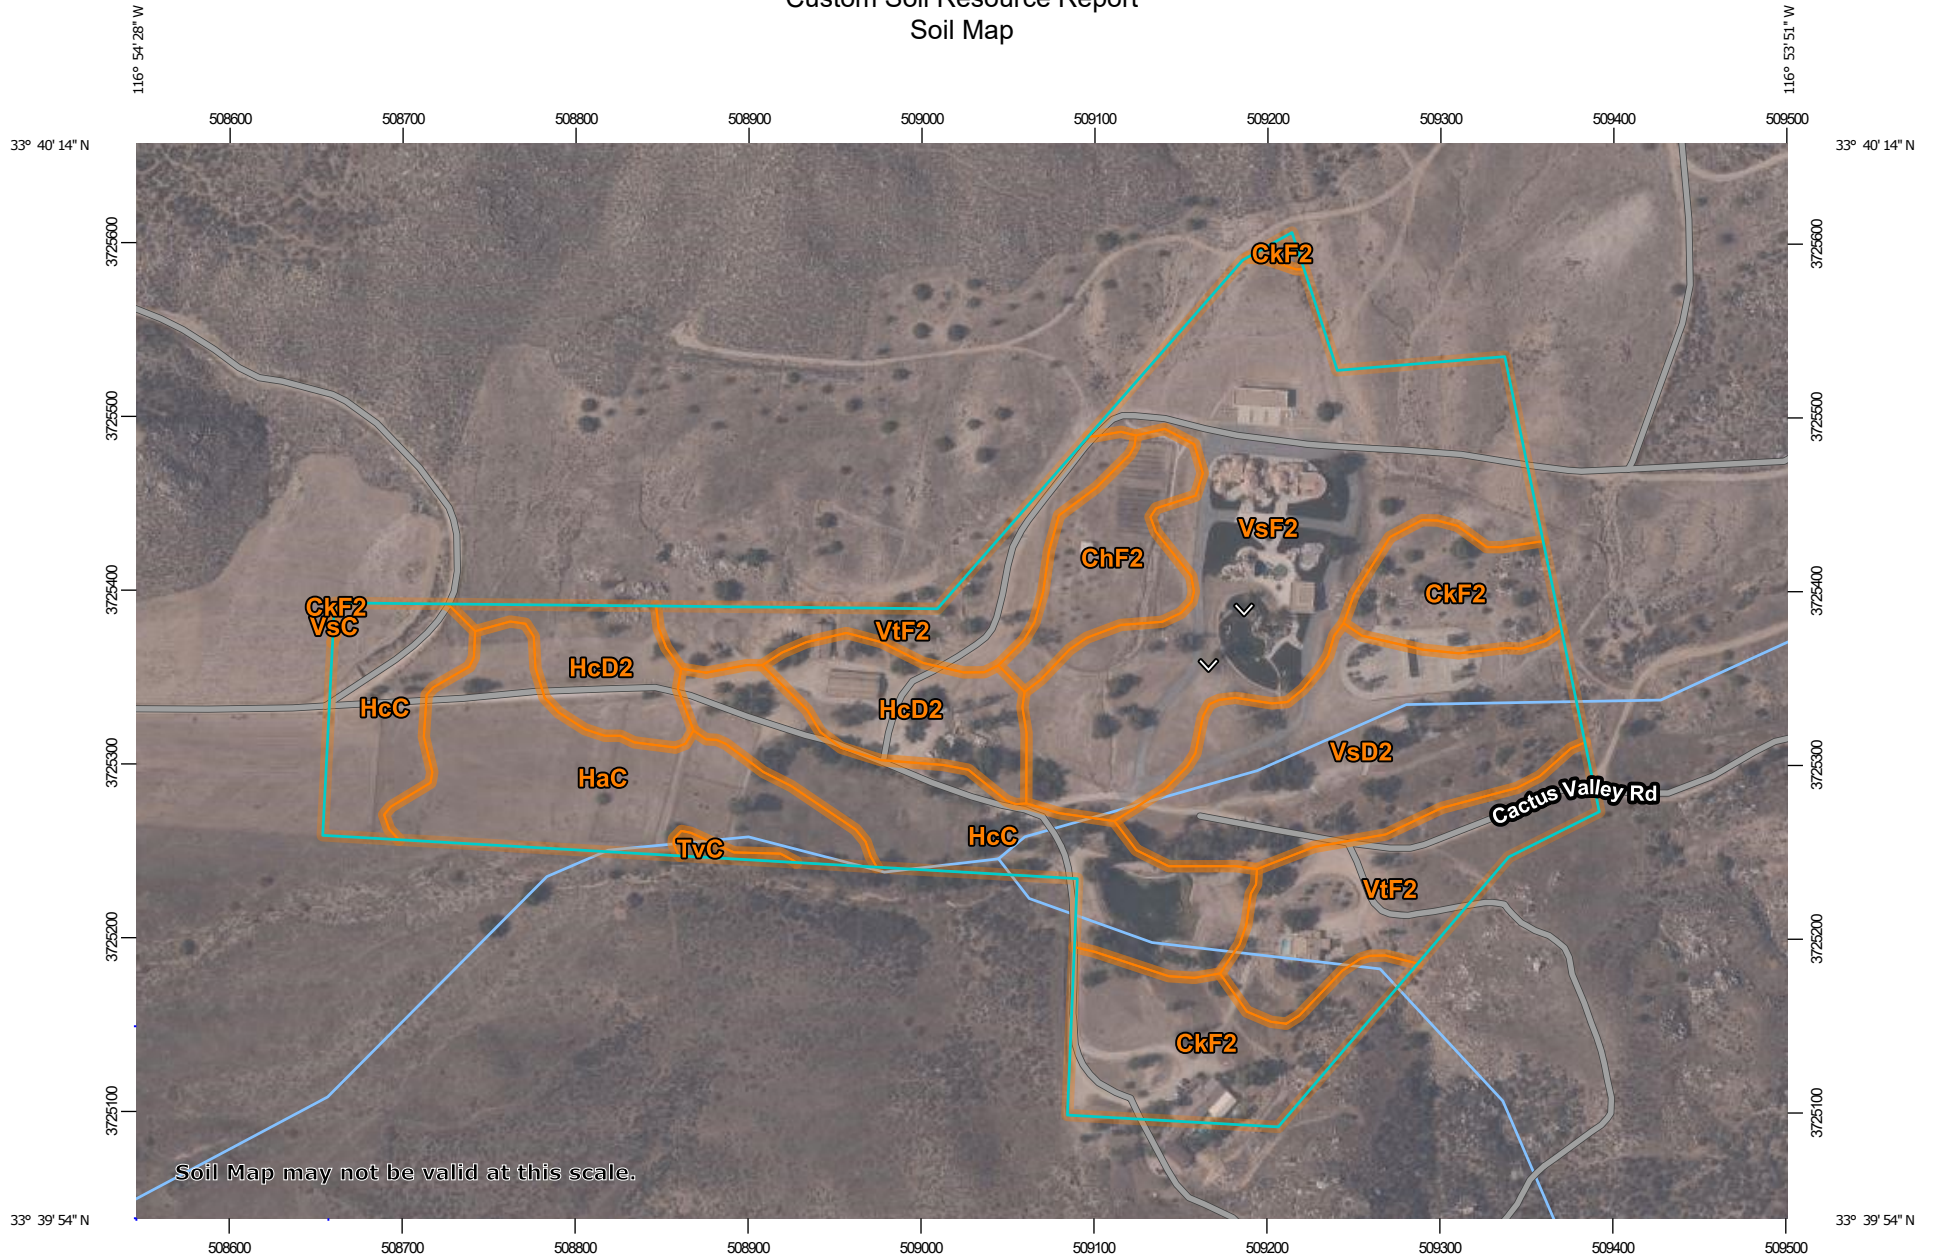 Custom Soil Resource Report
Soil Map
116° 54' 28" W
116° 53' 51" W
508600 508700 508800 508900 509000 509100 509200 509300 509400 509500
33° 40' 14" N
33° 40' 14" N
3725600
3725600
CkF2
3725500
3725500
VsF2
ChF2
3725400
3725400
CkF2
CkF2
VsC
VtF2
HcD2
HcC
HcD2
3725300
3725300
VsD2
HaC
Cactus Valley Rd
HcC
TvC
VtF2
3725200
3725200
CkF2
3725100
3725100
Soil Map may not be valid at this scale.
33° 39' 54" N
33° 39' 54" N
508600 508700 508800 508900 509000 509100 509200 509300 509400 509500